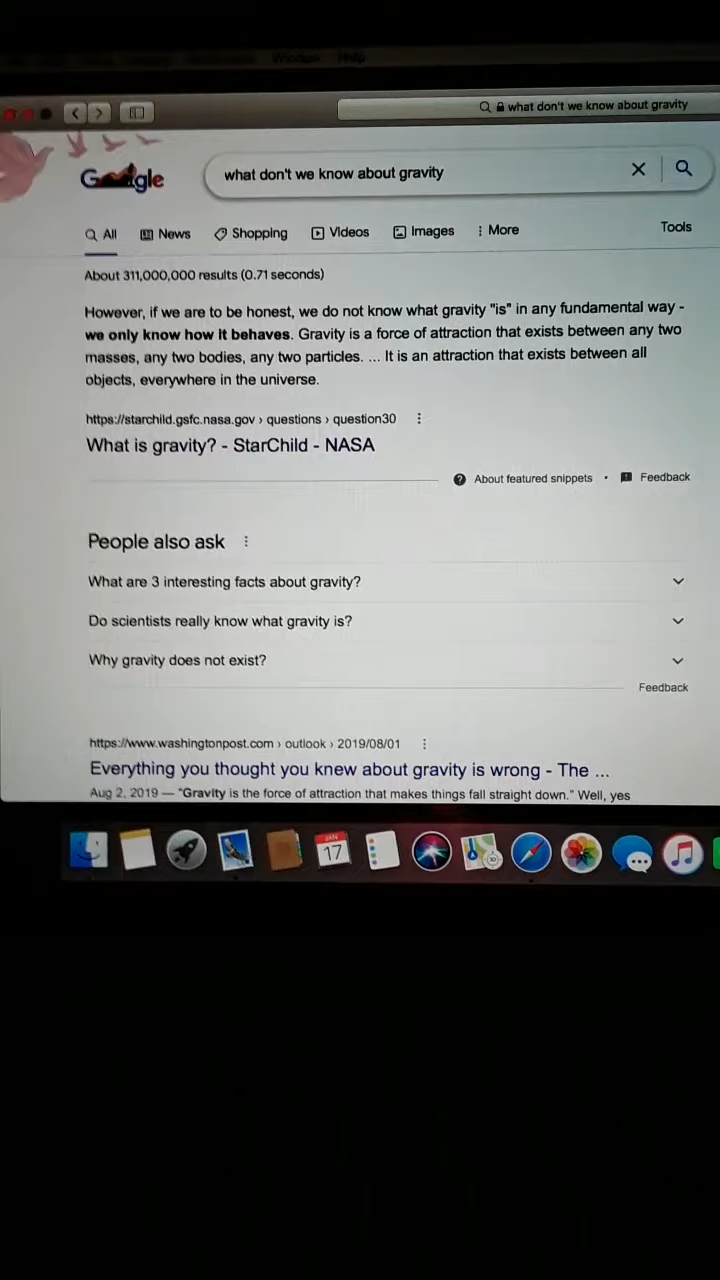 Window Help
what don't we know about gravity
Google
what don't we know about gravity
All News Shopping Videos Images More Tools
About 311,000,000 results (0.71 seconds)
However, if we are to be honest, we do not know what gravity "is" in any fundamental way -
we only know how it behaves. Gravity is a force of attraction that exists between any two
masses, any two bodies, any two particles. ... It is an attraction that exists between all
objects, everywhere in the universe.
https://starchild.gsfc.nasa.gov › questions › question30
What is gravity? - StarChild - NASA
About featured snippets • Feedback
People also ask
What are 3 interesting facts about gravity?
Do scientists really know what gravity is?
Why gravity does not exist?
Feedback
https://www.washingtonpost.com › outlook › 2019/08/01
Everything you thought you knew about gravity is wrong - The ...
Aug 2, 2019 — "Gravity is the force of attraction that makes things fall straight down." Well, yes
JAN
17